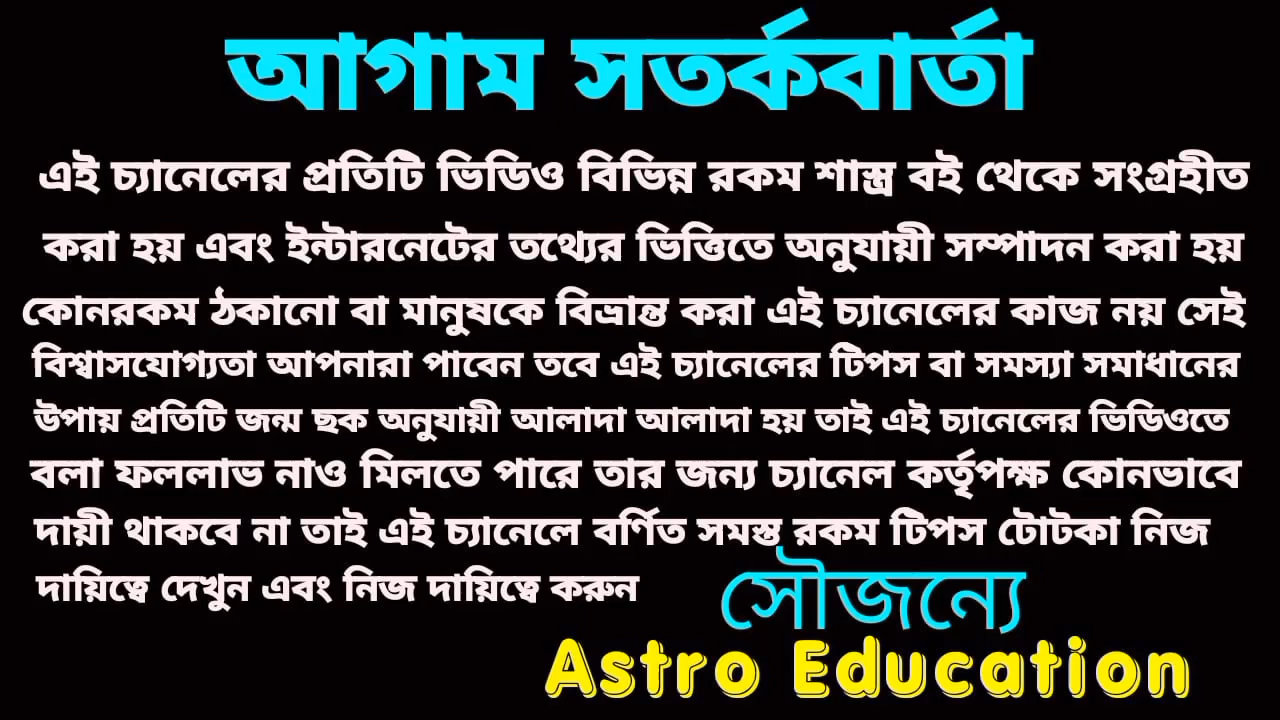 আগাম সতর্কবার্তা
এই চ্যানেলের প্রতিটি ভিডিও বিভিন্ন রকম শাস্ত্র বই থেকে সংগ্রহীত
করা হয় এবং ইন্টারনেটের তথ্যের ভিত্তিতে অনুযায়ী সম্পাদন করা হয়
কোনরকম ঠকানো বা মানুষকে বিভ্রান্ত করা এই চ্যানেলের কাজ নয় সেই
বিশ্বাসযোগ্যতা আপনারা পাবেন তবে এই চ্যানেলের টিপস বা সমস্যা সমাধানের
উপায় প্রতিটি জন্ম ছক অনুযায়ী আলাদা আলাদা হয় তাই এই চ্যানেলের ভিডিওতে
বলা ফললাভ নাও মিলতে পারে তার জন্য চ্যানেল কর্তৃপক্ষ কোনভাবে
দায়ী থাকবে না তাই এই চ্যানেলে বর্ণিত সমস্ত রকম টিপস টোটকা নিজ
দায়িত্বে দেখুন এবং নিজ দায়িত্বে করুন
সৌজন্যে
Astro Education